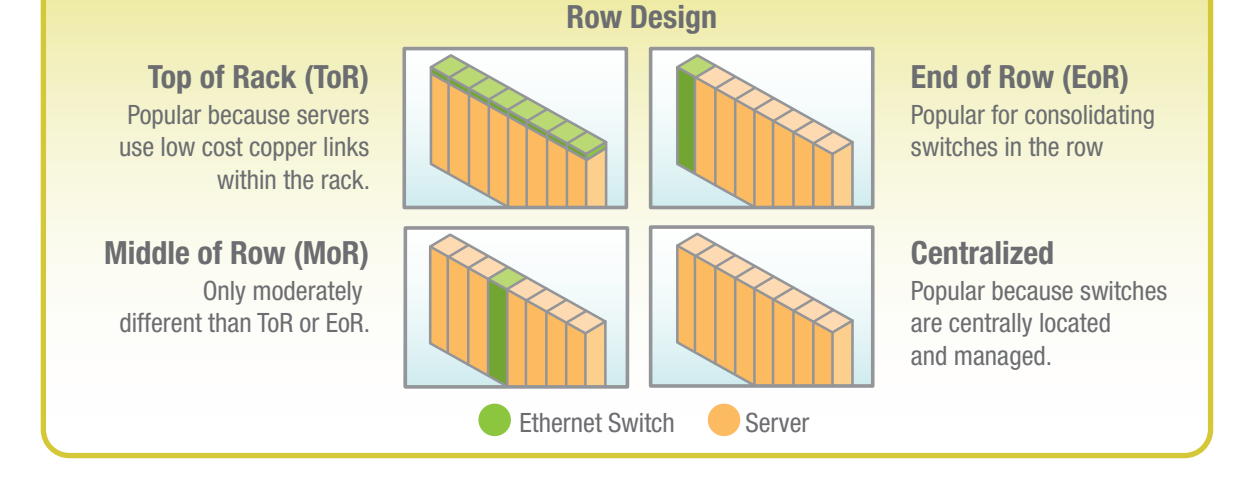 Row Design
Top of Rack (ToR)
Popular because servers
use low cost copper links
within the rack.
End of Row (EoR)
Popular for consolidating
switches in the row
Middle of Row (MoR)
Only moderately
different than ToR or EoR.
Centralized
Popular because switches
are centrally located
and managed.
Ethernet Switch
Server